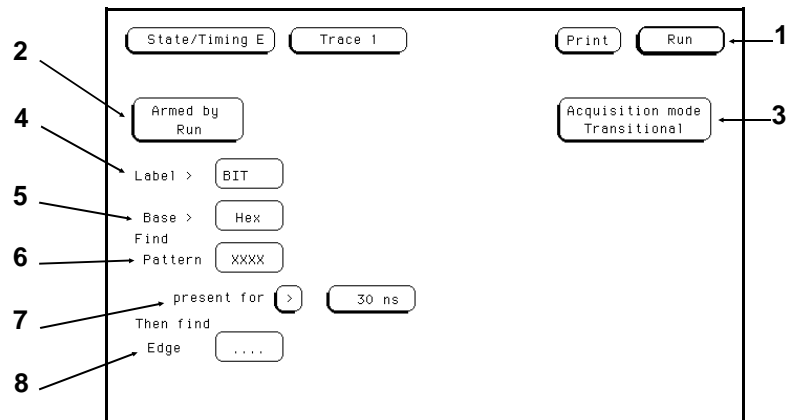 State/Timing E Trace 1 Print Run 1
2
Armed by
Run
Acquisition mode
Transitional
3
4
Label > BIT
5
Base > Hex
Find
6
Pattern XXXX
present for > 30 ns
7
Then find
Edge ....
8